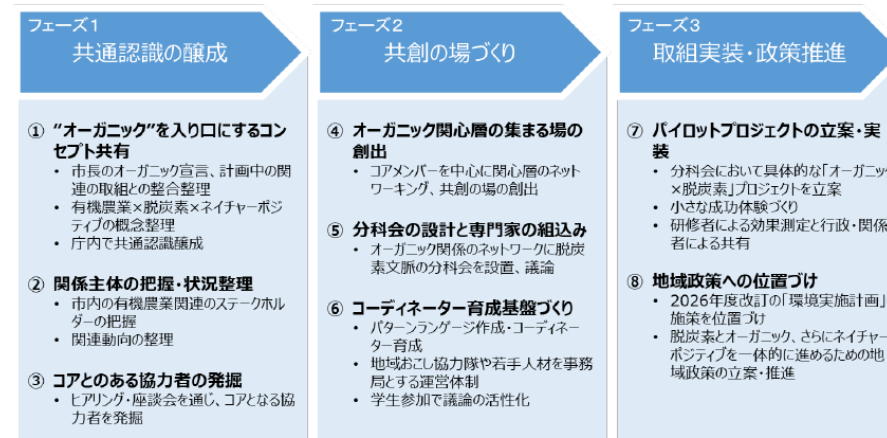 フェーズ1
共通認識の醸成
① “オーガニック”を入り口にするコン
セプト共有
• 市長のオーガニック宣言、計画中の関
連の取組との整合整理
• 有機農業×脱炭素×ネイチャーポジ
ティブの概念整理
• 庁内で共通認識醸成
② 関係主体の把握・状況整理
• 市内の有機農業関連のステークホル
ダーの把握
• 関連動向の整理
③ コアとのある協力者の発掘
• ヒアリング・座談会を通じ、コアとなる協
力者を発掘
フェーズ2
共創の場づくり
④ オーガニック関心層の集まる場の
創出
• コアメンバーを中心に関心層のネット
ワーキング、共創の場の創出
⑤ 分科会の設計と専門家の組込み
• オーガニック関係のネットワークに脱炭
素文脈の分科会を設置、議論
⑥ コーディネーター育成基盤づくり
• パターンランゲージ作成・コーディネー
ター育成
• 地域おこし協力隊や若手人材を事務
局とする運営体制
• 学生参加で議論の活性化
フェーズ3
取組実装・政策推進
⑦ パイロットプロジェクトの立案・実
装
• 分科会において具体的な「オーガニック
×脱炭素」プロジェクトを立案
• 小さな成功体験づくり
• 研修者による効果測定と行政・関係
者による共有
⑧ 地域政策への位置づけ
• 2026年度改訂の「環境実施計画」
施策を位置づけ
• 脱炭素とオーガニック、さらにネイチャー
ポジティブを一体的に進めるための地
域政策の立案・推進